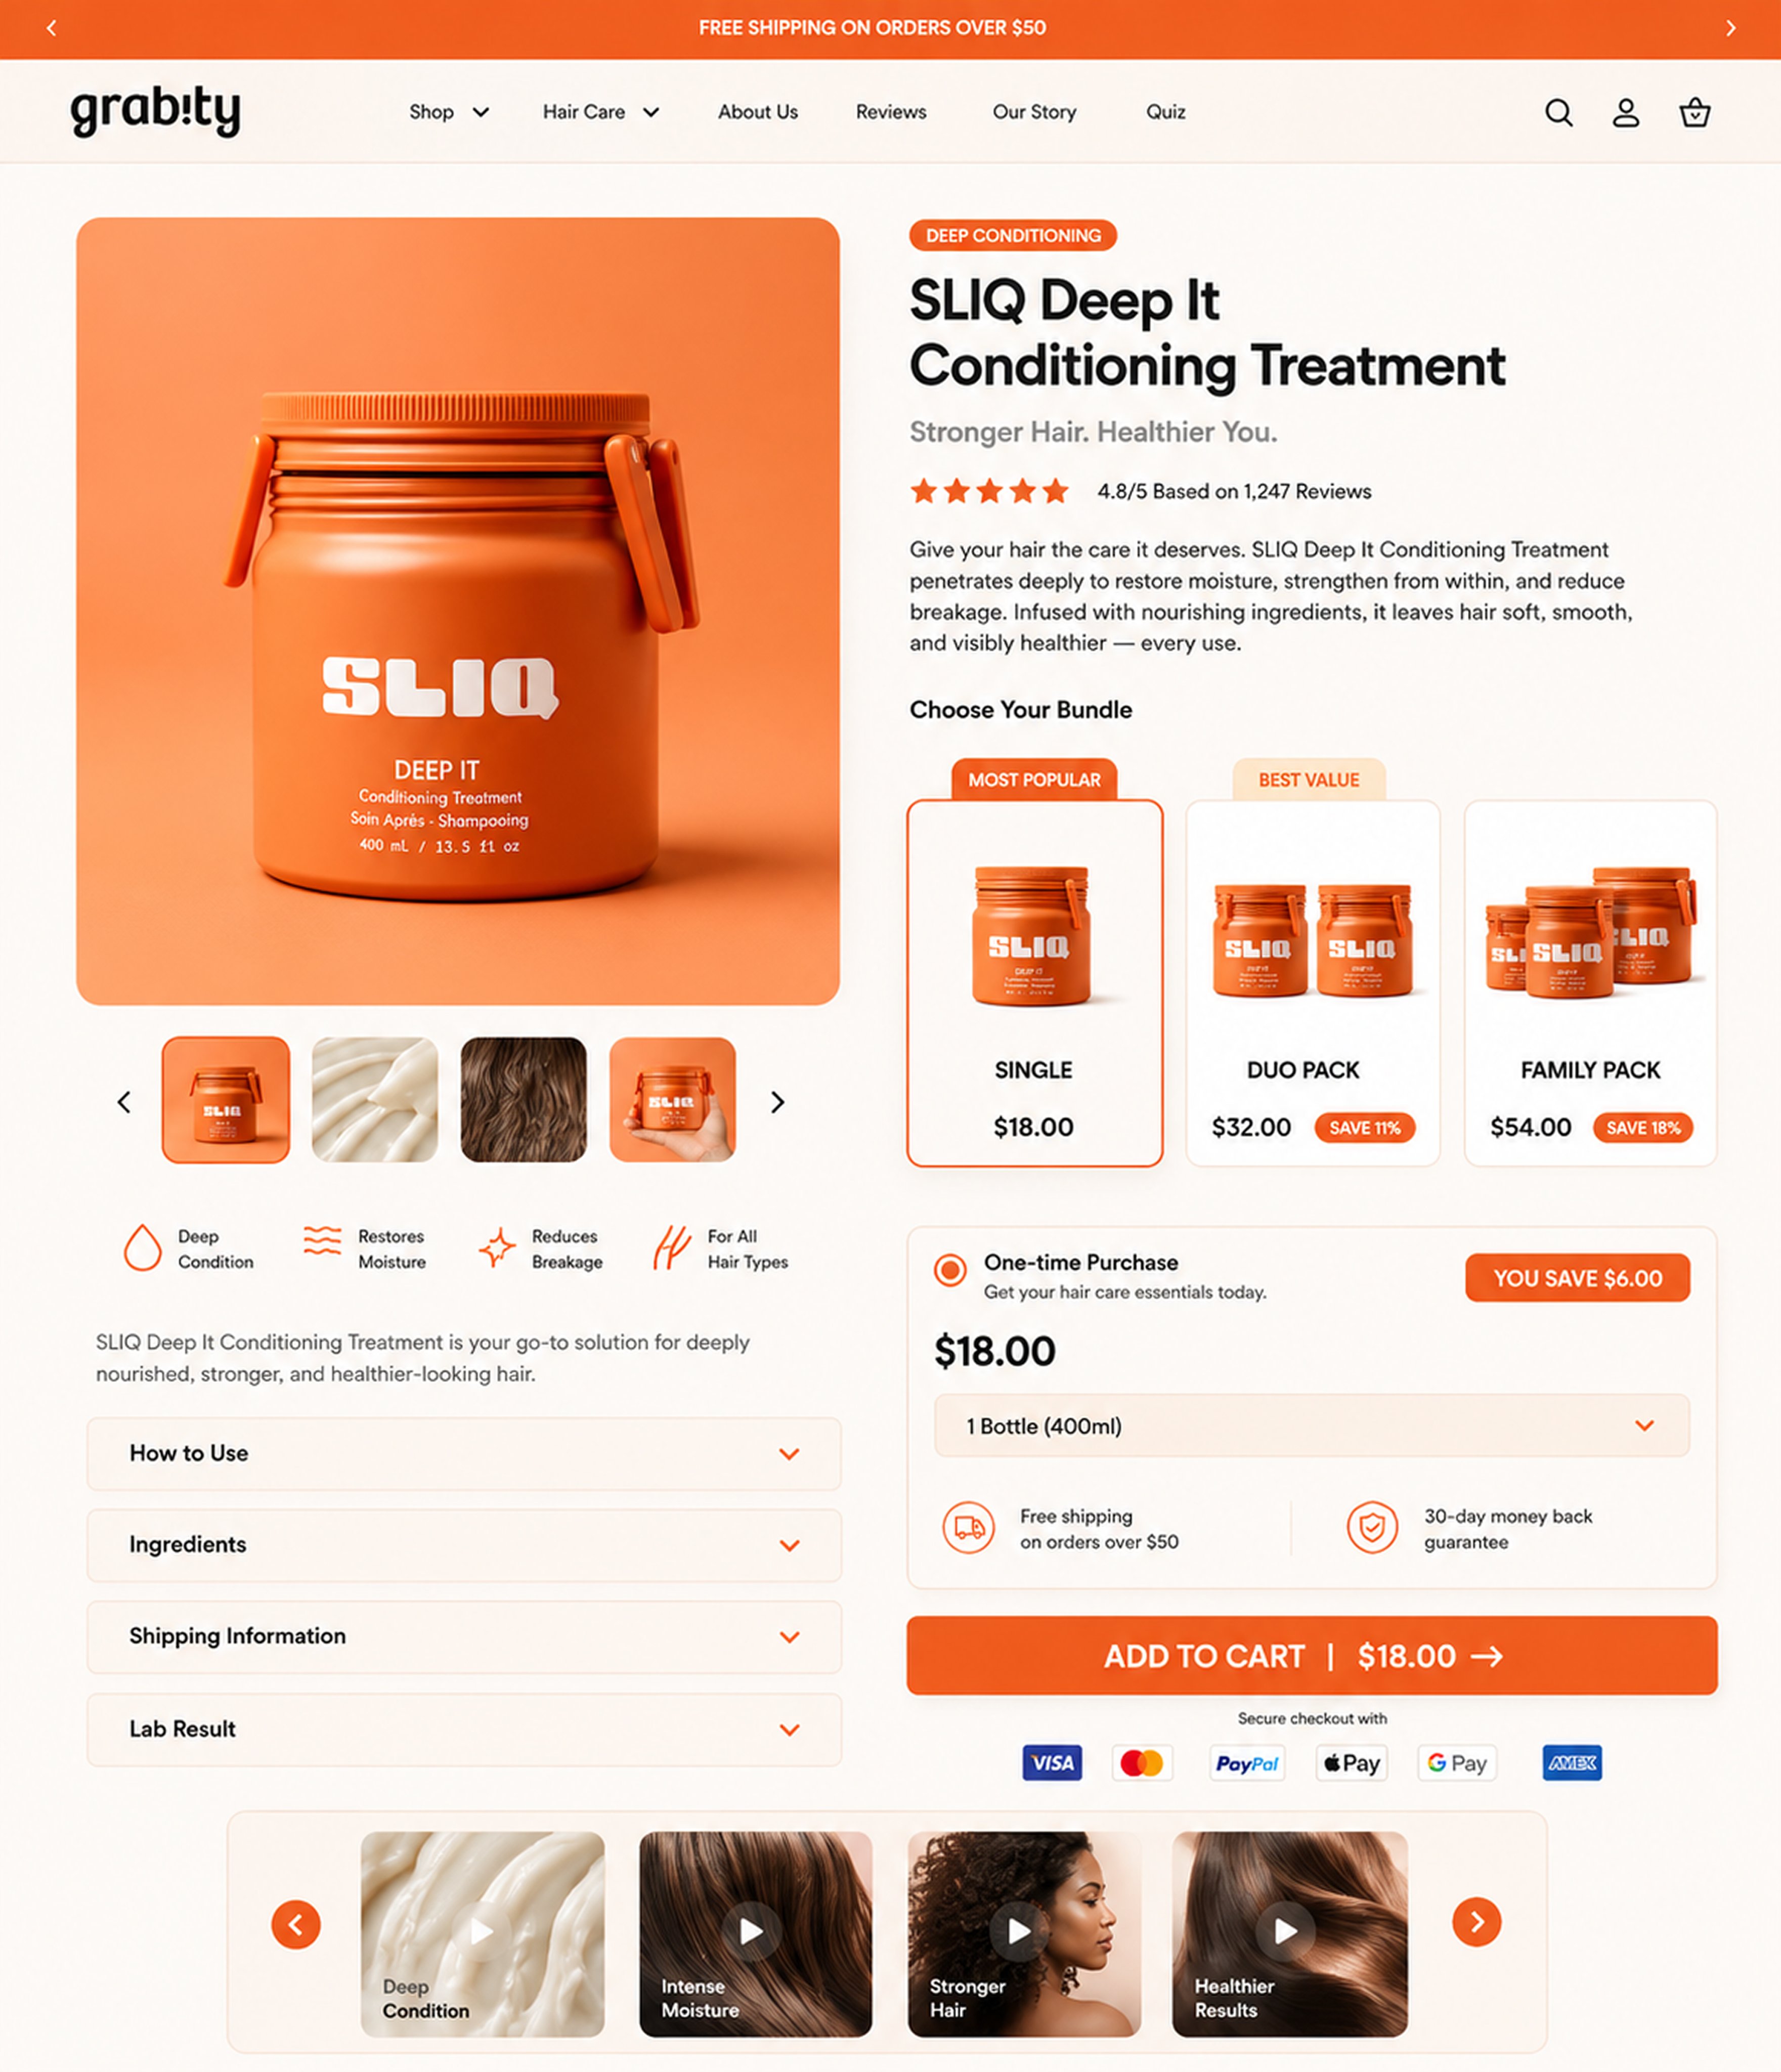 FREE SHIPPING ON ORDERS OVER $50
grab!ty
Shop
Hair Care
About Us
Reviews
Our Story
Quiz
SLIQ
DEEP IT
Conditioning Treatment
Soin Après - Shampooing
400 mL / 13.5 fl oz
SLIQ
SLIQ
Deep
Condition
Restores
Moisture
Reduces
Breakage
For All
Hair Types
SLIQ Deep It Conditioning Treatment is your go-to solution for deeply
nourished, stronger, and healthier-looking hair.
How to Use
Ingredients
Shipping Information
Lab Result
DEEP CONDITIONING
SLIQ Deep It
Conditioning Treatment
Stronger Hair. Healthier You.
4.8/5 Based on 1,247 Reviews
Give your hair the care it deserves. SLIQ Deep It Conditioning Treatment
penetrates deeply to restore moisture, strengthen from within, and reduce
breakage. Infused with nourishing ingredients, it leaves hair soft, smooth,
and visibly healthier — every use.
Choose Your Bundle
MOST POPULAR
SLIQ
DEEP IT
SINGLE
$18.00
BEST VALUE
SLIQ
SLIQ
DUO PACK
$32.00
SAVE 11%
SLI
SLIQ
LIQ
FAMILY PACK
$54.00
SAVE 18%
One-time Purchase
Get your hair care essentials today.
YOU SAVE $6.00
$18.00
1 Bottle (400ml)
Free shipping
on orders over $50
30-day money back
guarantee
ADD TO CART | $18.00 →
Secure checkout with
VISA
PayPal
Pay
G Pay
AMEX
Deep
Condition
Intense
Moisture
Stronger
Hair
Healthier
Results